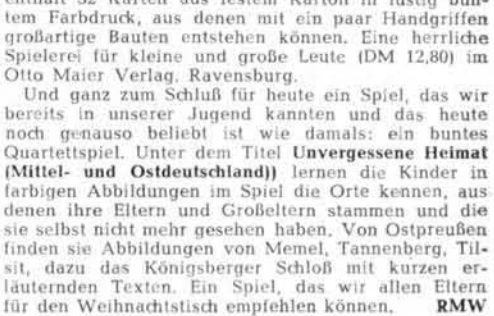 enthält 32 Karten aus festem Karton in lustig bun-
tem Farbdruck, aus denen mit ein paar Handgriffen
großartige Bauten entstehen können. Eine herrliche
Spielerei für kleine und große Leute (DM 12,80) im
Otto Maier Verlag, Ravensburg.
Und ganz zum Schluß für heute ein Spiel, das wir
bereits in unserer Jugend kannten und das heute
noch genauso beliebt ist wie damals: ein buntes
Quartettspiel. Unter dem Titel Unvergessene Heimat
(Mittel- und Ostdeutschland)) lernen die Kinder in
farbigen Abbildungen im Spiel die Orte kennen, aus
denen ihre Eltern und Großeltern stammen und die
sie selbst nicht mehr gesehen haben. Von Ostpreußen
finden sie Abbildungen von Memel, Tannenberg, Til-
sit, dazu das Königsberger Schloß mit kurzen er-
läuternden Texten. Ein Spiel, das wir allen Eltern
für den Weihnachtstisch empfehlen können. RMW